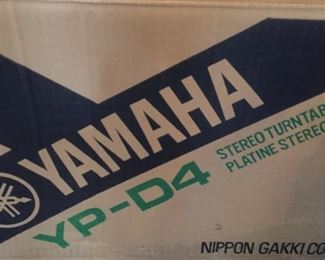 YAMAHA
YP-D4
STEREO TURNTAB
PLATINE STEREO
NIPPON GAKKI CO